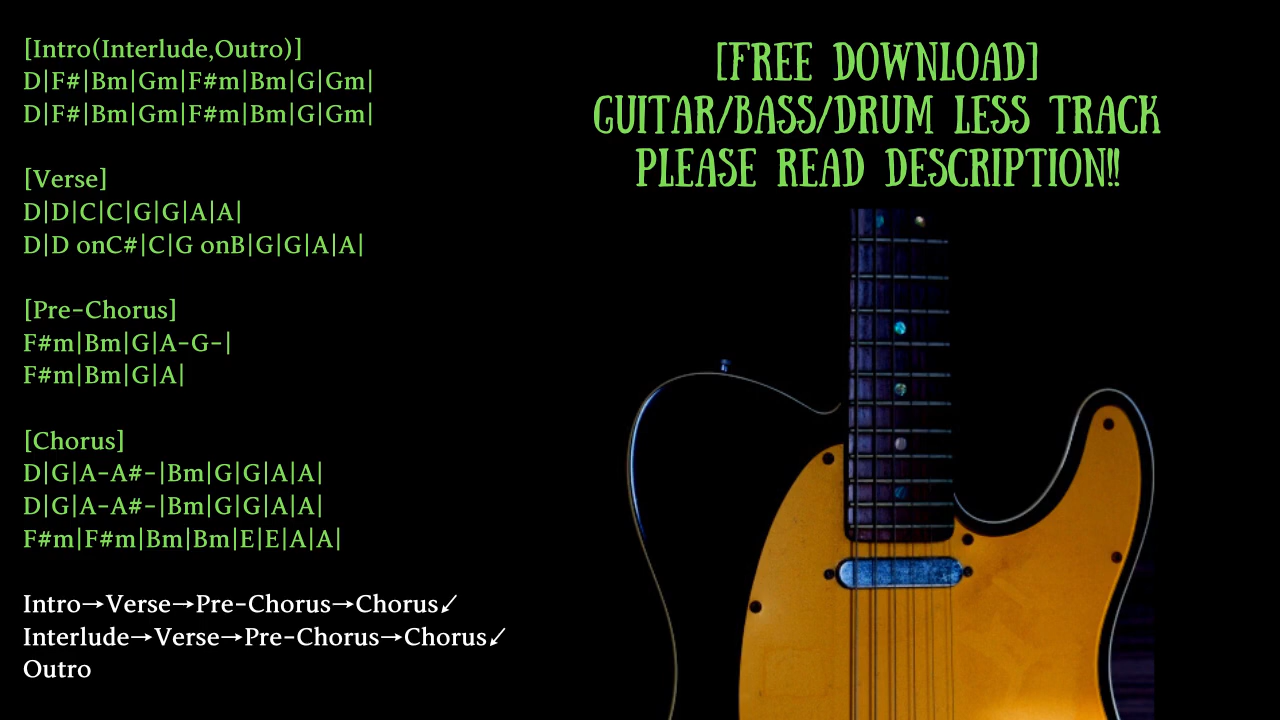 [Intro(Interlude,Outro)]
D|F#|Bm|Gm|F#m|Bm|G|Gm|
D|F#|Bm|Gm|F#m|Bm|G|Gm|
[Verse]
D|D|C|C|G|G|A|A|
D|D onC#|C|G onB|G|G|A|A|
[Pre-Chorus]
F#m|Bm|G|A-G-|
F#m|Bm|G|A|
[Chorus]
D|G|A-A#-|Bm|G|G|A|A|
D|G|A-A#-|Bm|G|G|A|A|
F#m|F#m|Bm|Bm|E|E|A|A|
Intro→Verse→Pre-Chorus→Chorus↙
Interlude→Verse→Pre-Chorus→Chorus↙
Outro
[FREE DOWNLOAD]
GUITAR/BASS/DRUM LESS TRACK
PLEASE READ DESCRIPTION!!